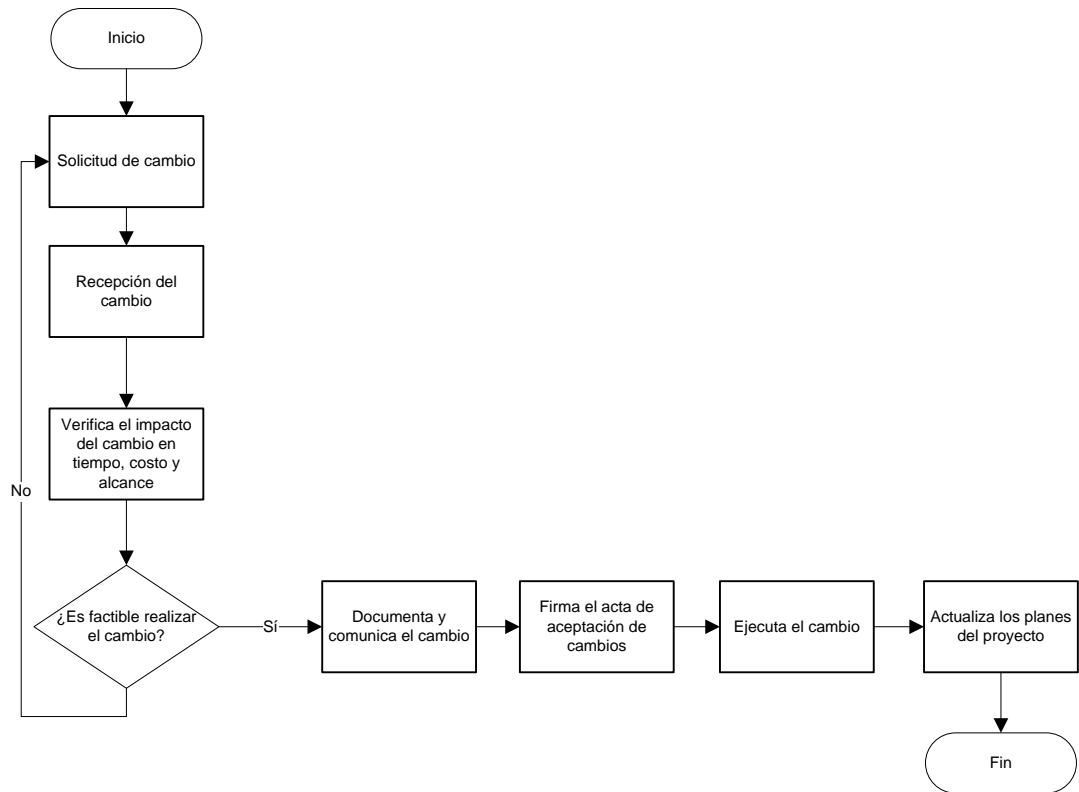 Inicio
Solicitud de cambio
Recepción del
cambio
Verifica el impacto
del cambio en
tiempo, costo y
alcance
No
¿Es factible realizar
el cambio?
Sí
Documenta y
comunica el cambio
Firma el acta de
aceptación de
cambios
Ejecuta el cambio
Actualiza los planes
del proyecto
Fin